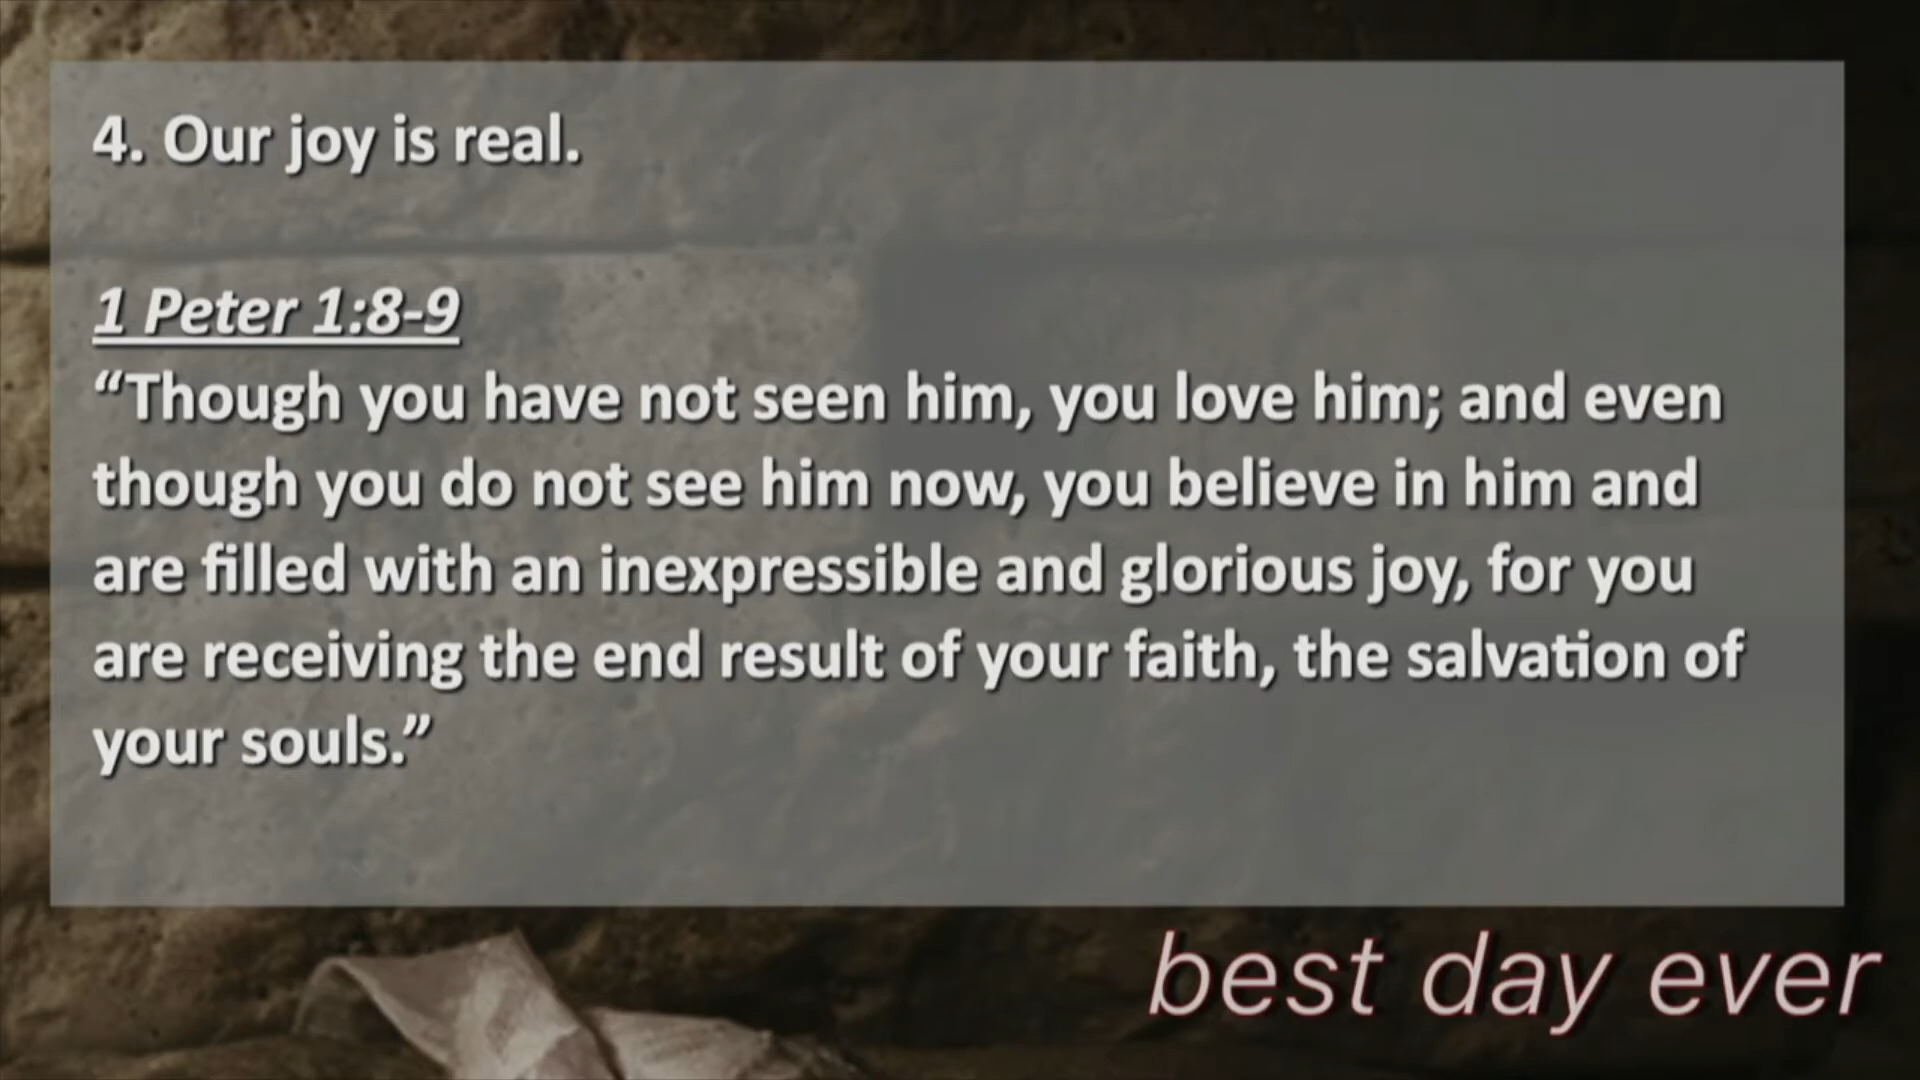 4. Our joy is real.
1 Peter 1:8-9
“Though you have not seen him, you love him; and even
though you do not see him now, you believe in him and
are filled with an inexpressible and glorious joy, for you
are receiving the end result of your faith, the salvation of
your souls.”
best day ever